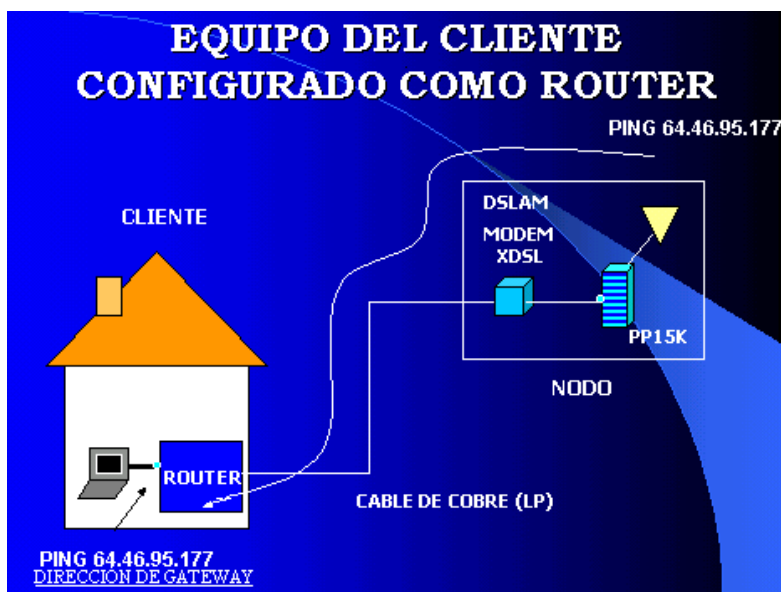 EQUIPO DEL CLIENTE
CONFIGURADO COMO ROUTER
PING 64.46.95.177
CLIENTE
DSLAM
MODEM
XDSL
PP15K
NODO
ROUTER
CABLE DE COBRE (LP)
PING 64.46.95.177
DIRECCIÓN DE GATEWAY